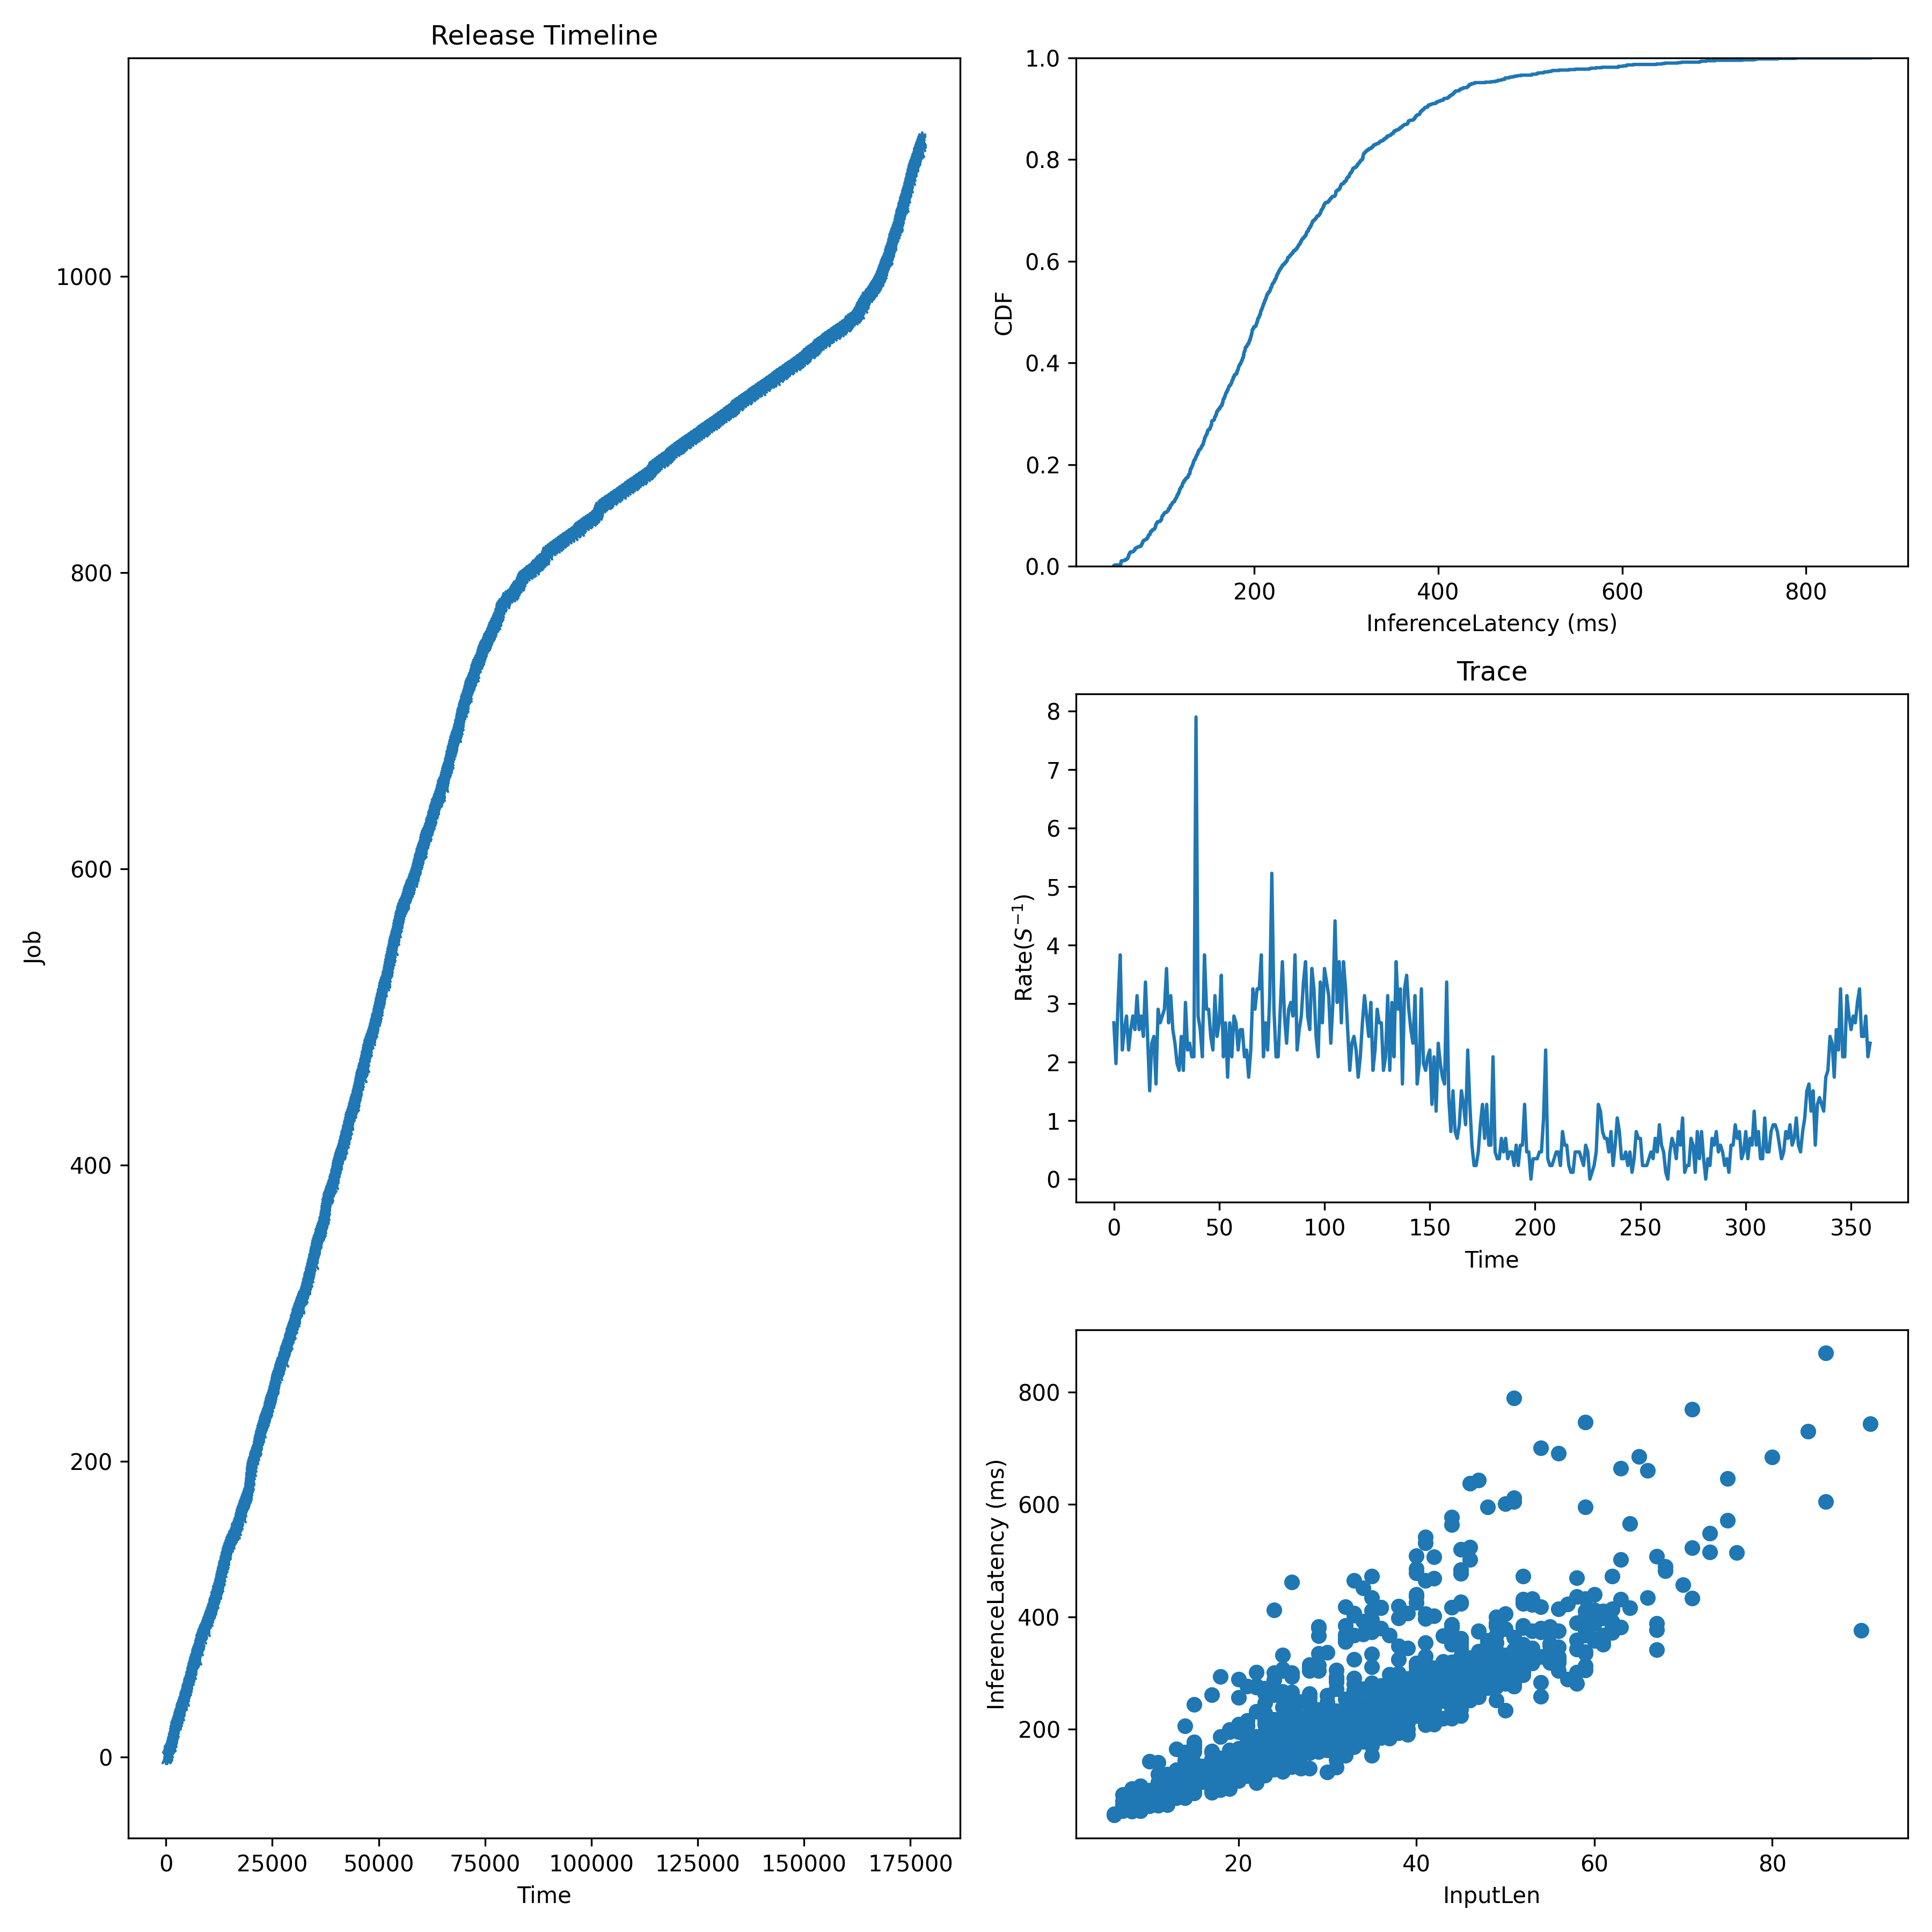 Release Timeline
Job
1000
800
600
400
200
0
0 25000 50000 75000 100000 125000 150000 175000
Time
CDF
1.0
0.8
0.6
0.4
0.2
0.0
200 400 600 800
InferenceLatency (ms)
Trace
Rate(S⁻¹)
8
7
6
5
4
3
2
1
0
0 50 100 150 200 250 300 350
Time
InferenceLatency (ms)
800
600
400
200
20 40 60 80
InputLen